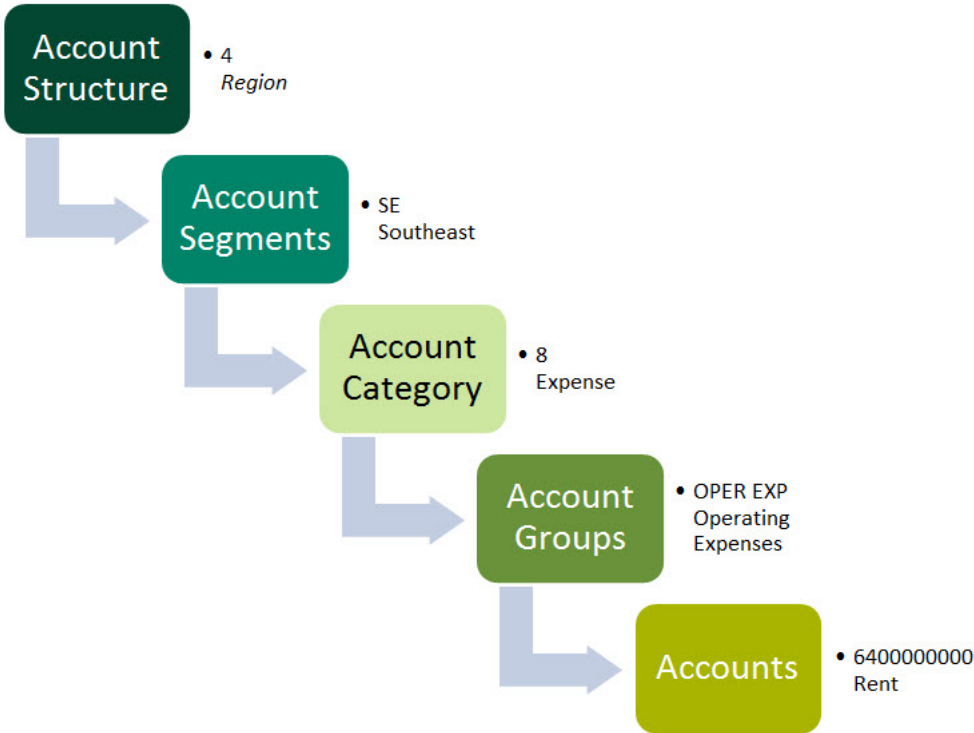 Account
Structure
• 4
Region
Account
Segments
• SE
Southeast
Account
Category
• 8
Expense
Account
Groups
• OPER EXP
Operating
Expenses
Accounts
• 6400000000
Rent